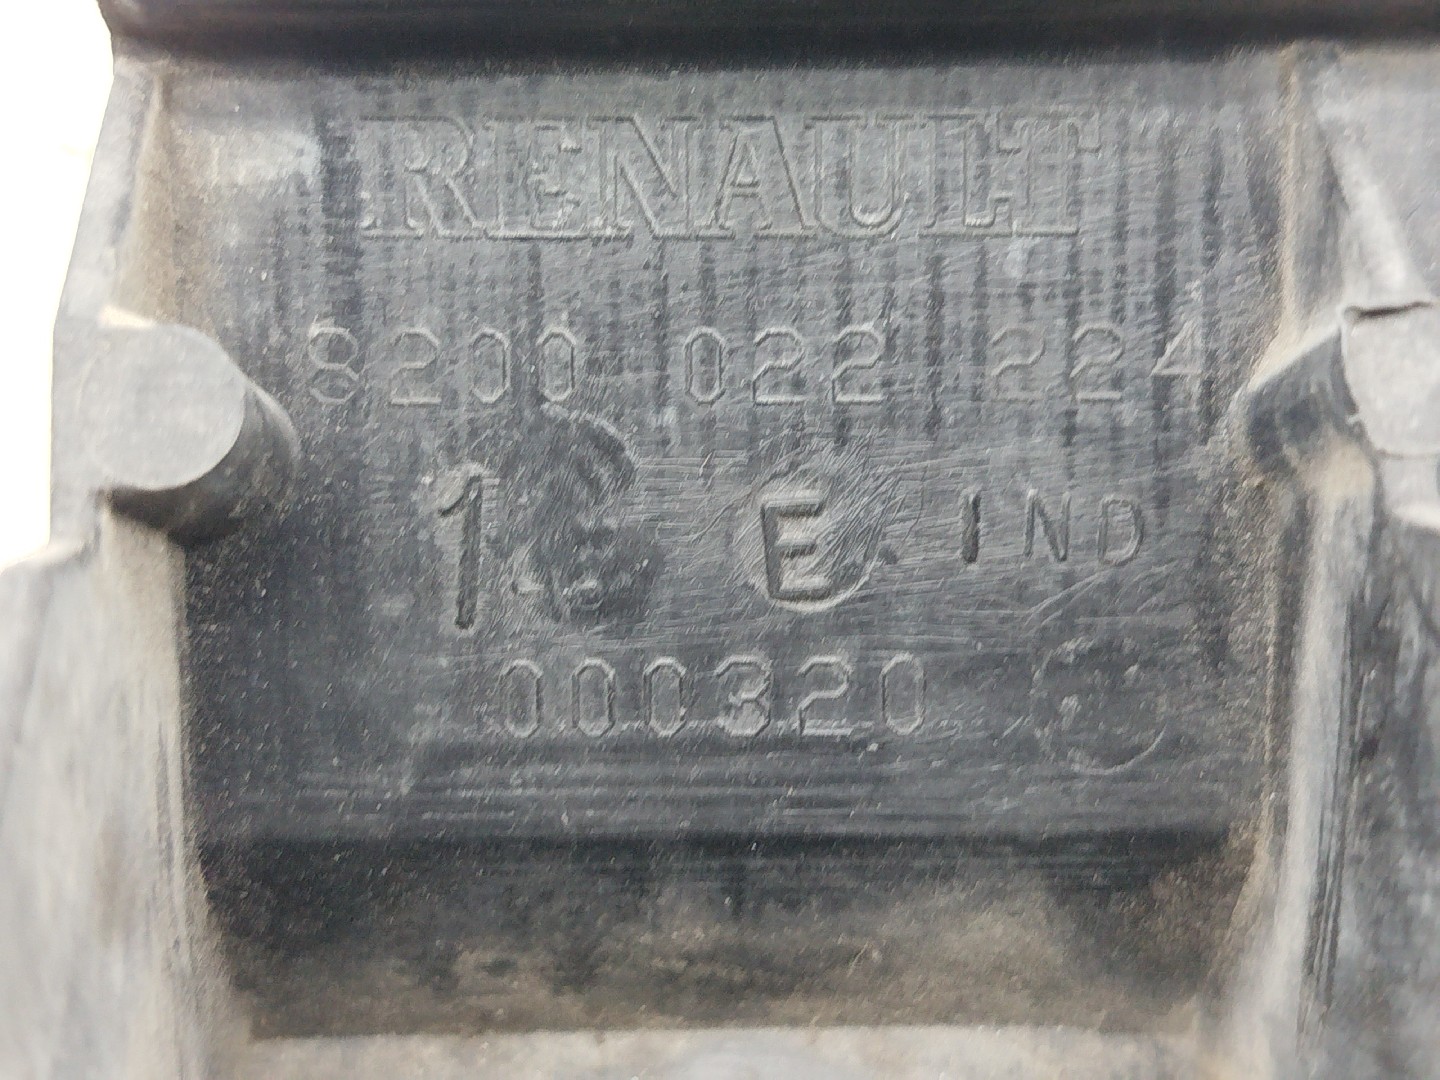 RENAULT
8200 022 224
1 E IND
000320